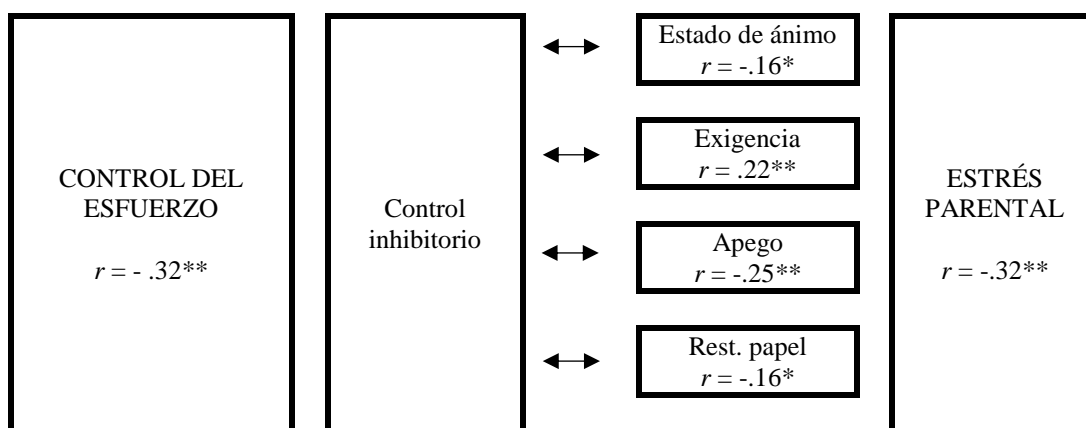 CONTROL DEL
ESFUERZO
r = - .32**
Control
inhibitorio
Estado de ánimo
r = -.16*
Exigencia
r = .22**
Apego
r = -.25**
Rest. papel
r = -.16*
ESTRÉS
PARENTAL
r = -.32**